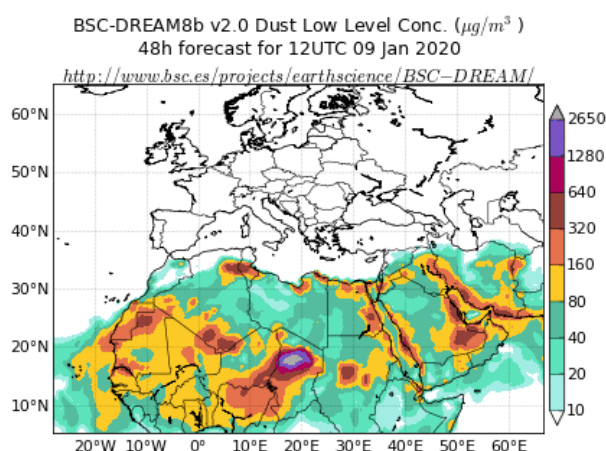 BSC-DREAM8b v2.0 Dust Low Level Conc. (μg/m³ )
48h forecast for 12UTC 09 Jan 2020
http://www.bsc.es/projects/earthscience/BSC−DREAM/
60°N
50°N
40°N
30°N
20°N
10°N
20°W 10°W 0° 10°E 20°E 30°E 40°E 50°E 60°E
2650
1280
640
320
160
80
40
20
10